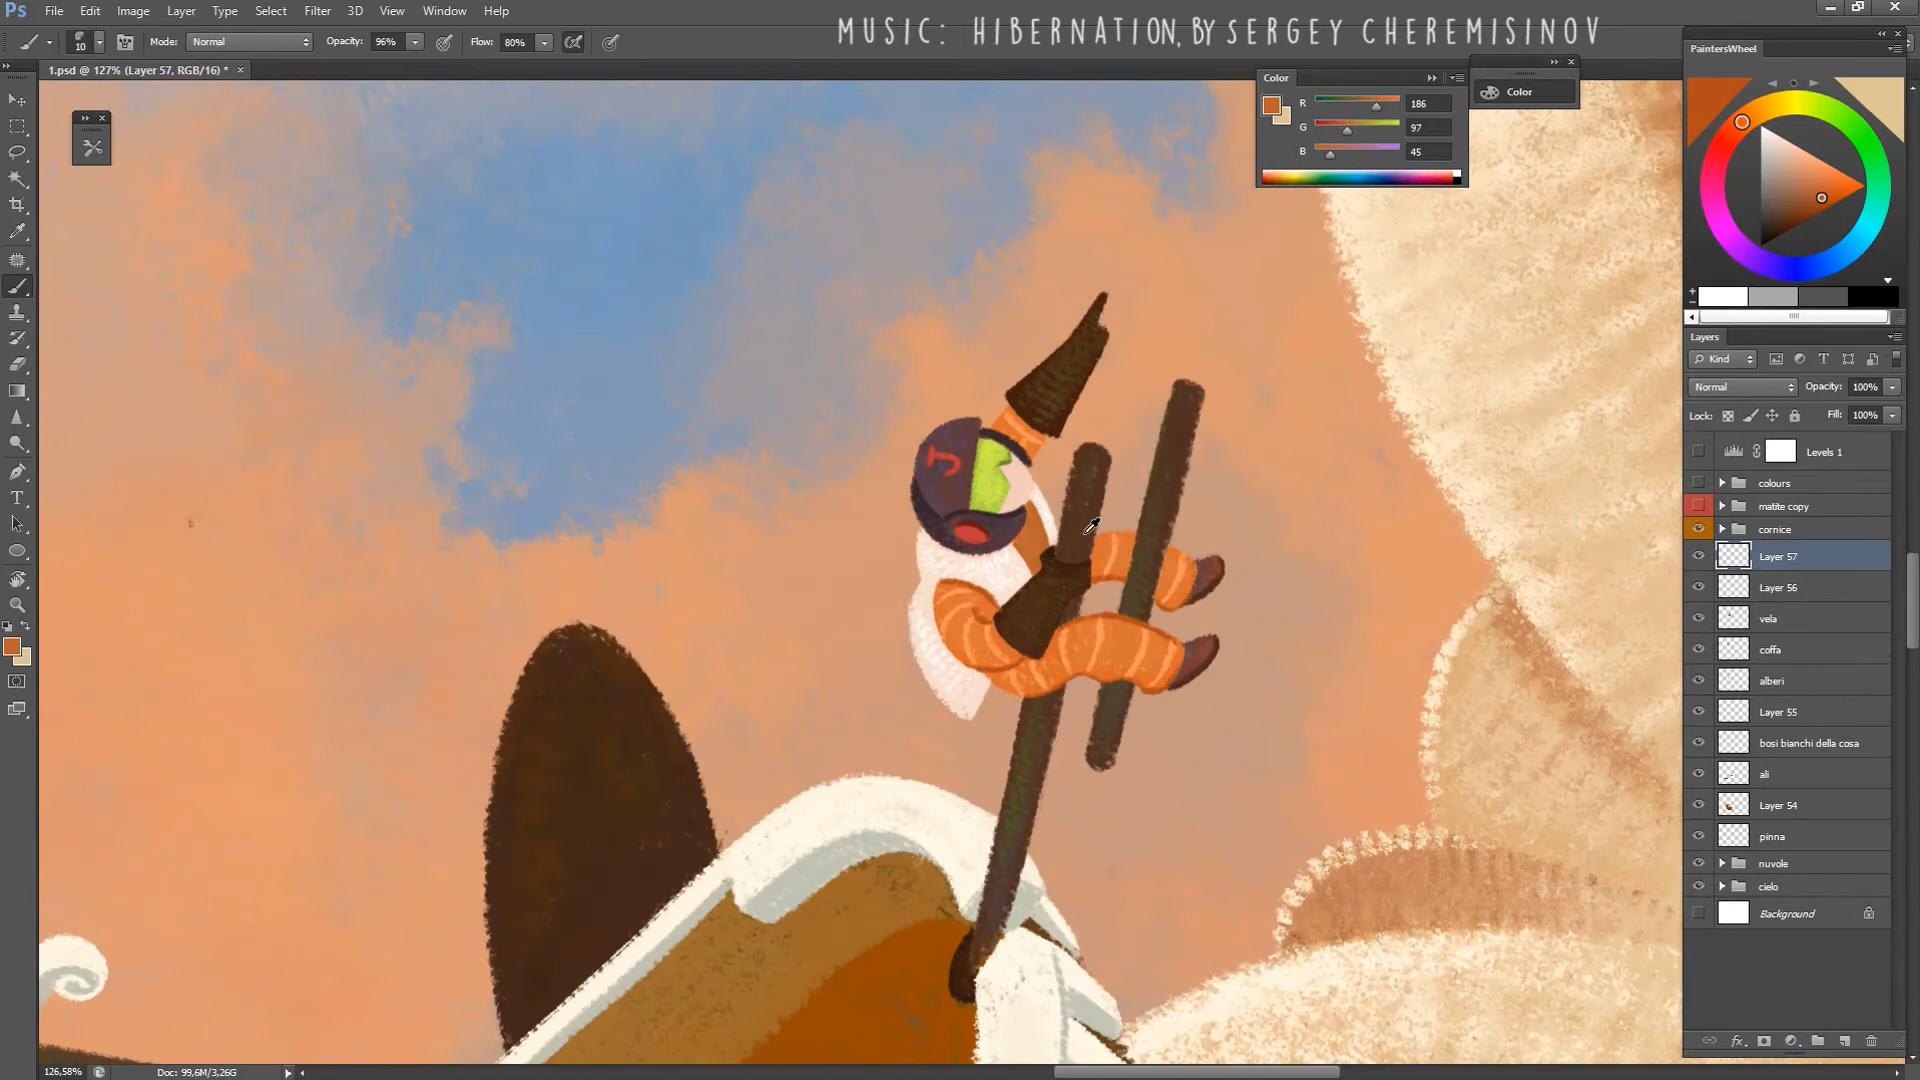 Ps File Edit Image Layer Type Select Filter 3D View Window Help
MUSIC: HIBERNATION, BY SERGEY CHEREMISINOV
10 Mode: Normal Opacity: 96% Flow: 80%
1.psd @ 127% (Layer 57, RGB/16) *
Color
R 186
G 97
B 45
Color
PaintersWheel
Layers
Kind
Normal Opacity: 100%
Lock: Fill: 100%
Levels 1
colours
matite copy
cornice
Layer 57
Layer 56
vela
coffa
alberi
Layer 55
bosi bianchi della cosa
ali
Layer 54
pinna
nuvole
cielo
Background
J
126,58% Doc: 99,6M/3,26G